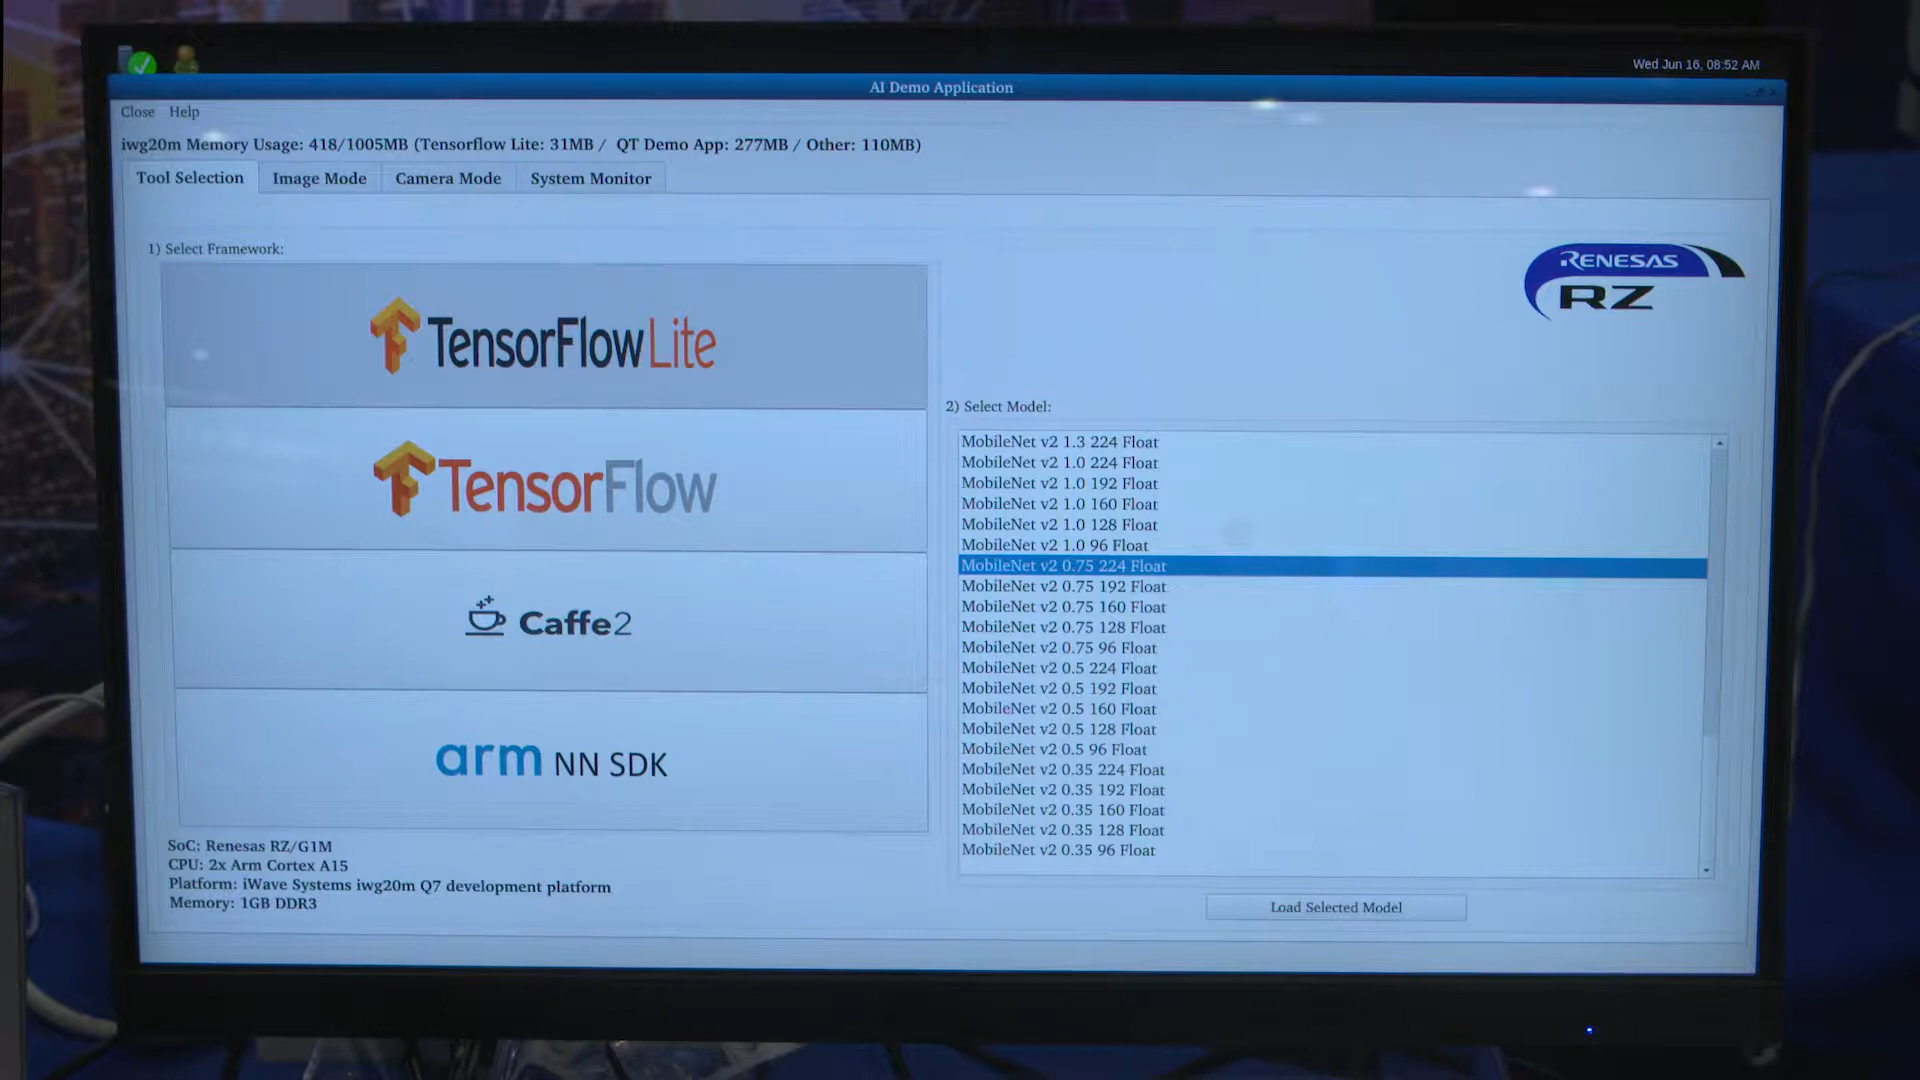 Wed Jun 16, 08:52 AM
AI Demo Application
Close Help
iwg20m Memory Usage: 418/1005MB (Tensorflow Lite: 31MB / QT Demo App: 277MB / Other: 110MB)
Tool Selection Image Mode Camera Mode System Monitor
1) Select Framework:
TensorFlow Lite
TensorFlow
Caffe2
arm NN SDK
SoC: Renesas RZ/G1M
CPU: 2x Arm Cortex A15
Platform: iWave Systems iwg20m Q7 development platform
Memory: 1GB DDR3
RENESAS
RZ
2) Select Model:
MobileNet v2 1.3 224 Float
MobileNet v2 1.0 224 Float
MobileNet v2 1.0 192 Float
MobileNet v2 1.0 160 Float
MobileNet v2 1.0 128 Float
MobileNet v2 1.0 96 Float
MobileNet v2 0.75 224 Float
MobileNet v2 0.75 192 Float
MobileNet v2 0.75 160 Float
MobileNet v2 0.75 128 Float
MobileNet v2 0.75 96 Float
MobileNet v2 0.5 224 Float
MobileNet v2 0.5 192 Float
MobileNet v2 0.5 160 Float
MobileNet v2 0.5 128 Float
MobileNet v2 0.5 96 Float
MobileNet v2 0.35 224 Float
MobileNet v2 0.35 192 Float
MobileNet v2 0.35 160 Float
MobileNet v2 0.35 128 Float
MobileNet v2 0.35 96 Float
Load Selected Model